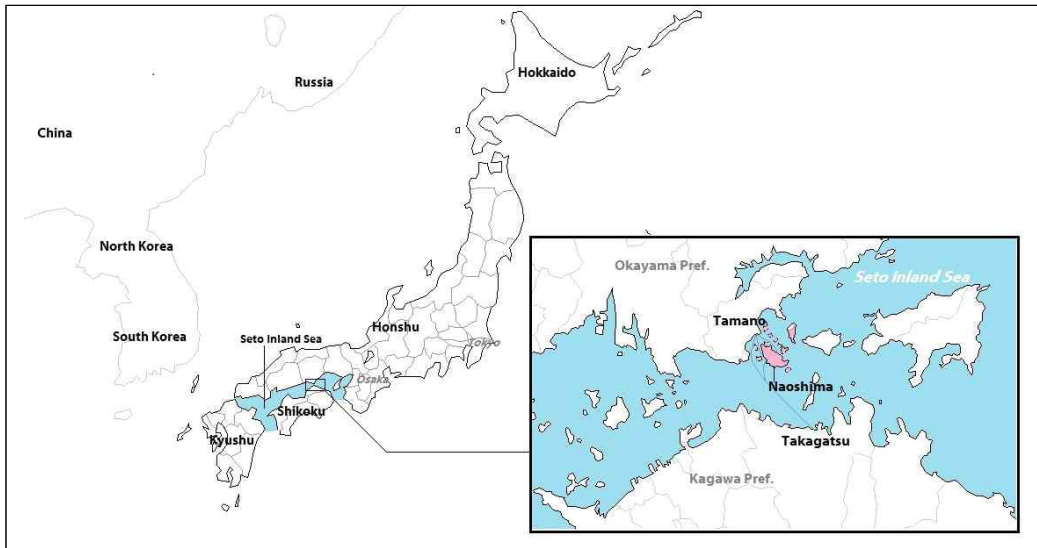 Hokkaido
Russia
China
North Korea
South Korea
Honshu
Seto Inland Sea
Tokyo
Osaka
Shikoku
Kyushu
Okayama Pref.
Seto Inland Sea
Tamano
Naoshima
Takagatsu
Kagawa Pref.